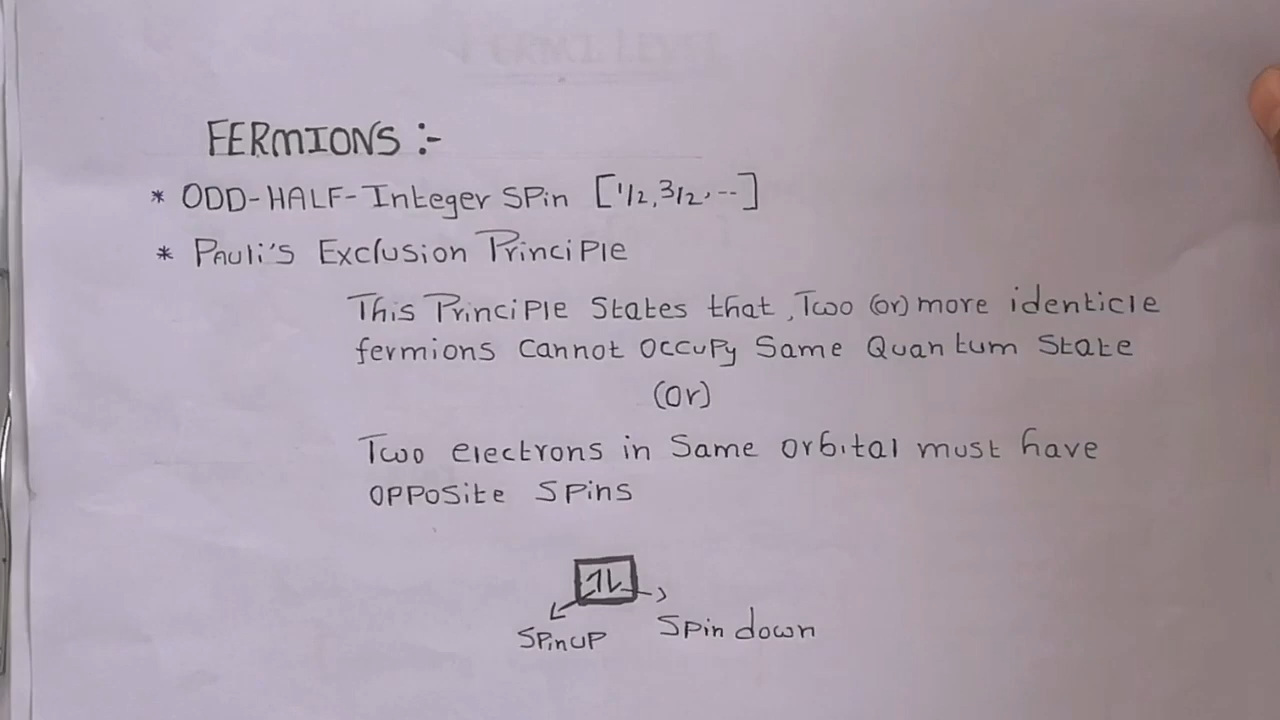 FERMIONS :-
* ODD-HALF-Integer SPin [1/2, 3/2, --]
* Pauli's Exclusion Principle
This Principle States that, Two (or) more identicle
fermions cannot occupy Same Quantum State
(Or)
Two electrons in Same orbital must have
opposite spins
1L
SPinUP
Spin down